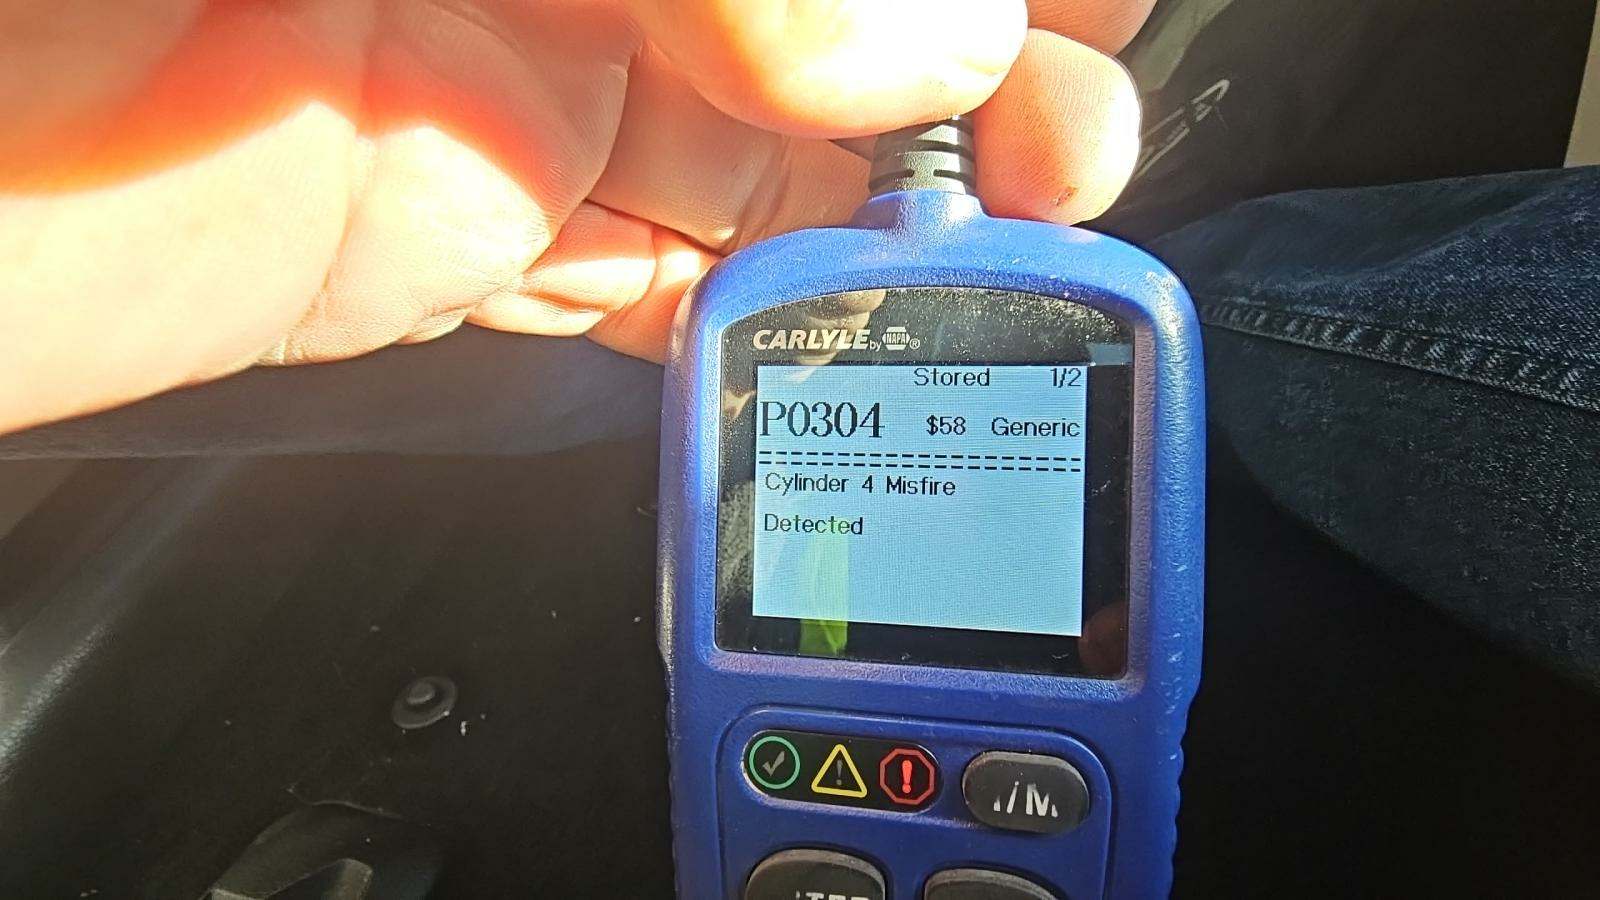 CARLYLE by NAPA ®
Stored 1/2
P0304 $58 Generic
Cylinder 4 Misfire
Detected
I/M